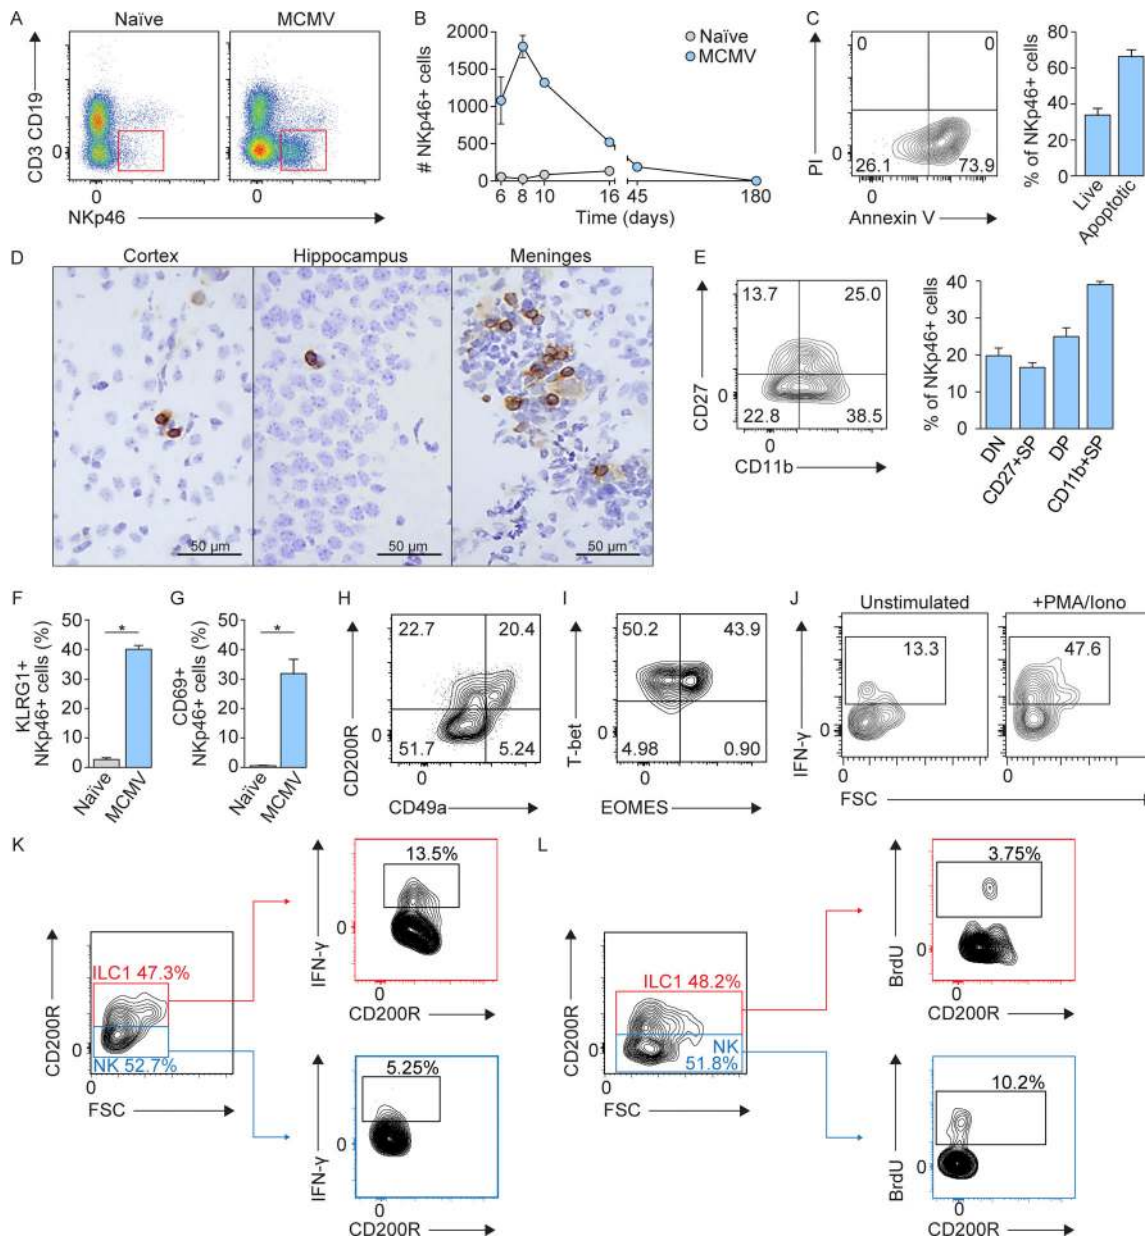 A
Naïve
MCMV
CD3 CD19
0
0
0
NKp46
B
# NKp46+ cells
2000
1500
1000
500
0
6
8
10
16
45
180
Time (days)
Naïve
MCMV
C
PI
0
0
0
26.1
73.9
0
Annexin V
% of NKp46+ cells
80
60
40
20
0
Live
Apoptotic
D
Cortex
Hippocampus
Meninges
50 µm
50 µm
50 µm
E
CD27
13.7
25.0
0
22.8
38.5
0
CD11b
% of NKp46+ cells
40
20
0
DN
CD27+SP
DP
CD11b+SP
F
KLRG1+
NKp46+ cells (%)
50
40
30
20
10
0
*
Naïve
MCMV
G
CD69+
NKp46+ cells (%)
50
40
30
20
10
0
*
Naïve
MCMV
H
CD200R
22.7
20.4
0
51.7
5.24
0
CD49a
I
T-bet
50.2
43.9
0
4.98
0.90
0
EOMES
J
Unstimulated
+PMA/Iono
IFN-γ
13.3
47.6
0
0
0
FSC
K
CD200R
ILC1 47.3%
0
NK 52.7%
0
FSC
IFN-γ
13.5%
0
0
CD200R
IFN-γ
5.25%
0
0
CD200R
L
CD200R
ILC1 48.2%
0
NK
51.8%
0
FSC
BrdU
3.75%
0
0
CD200R
BrdU
10.2%
0
0
CD200R